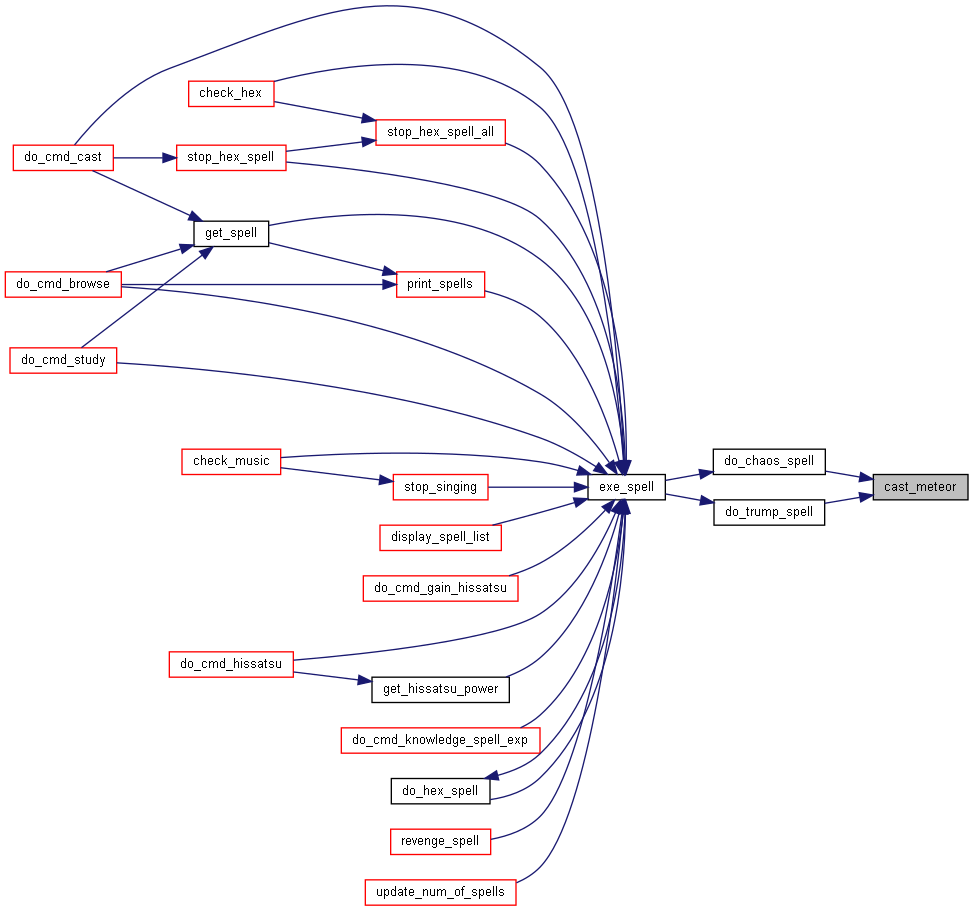 check_hex
stop_hex_spell_all
do_cmd_cast
stop_hex_spell
get_spell
do_cmd_browse
print_spells
do_cmd_study
check_music
do_chaos_spell
stop_singing
exe_spell
cast_meteor
do_trump_spell
display_spell_list
do_cmd_gain_hissatsu
do_cmd_hissatsu
get_hissatsu_power
do_cmd_knowledge_spell_exp
do_hex_spell
revenge_spell
update_num_of_spells